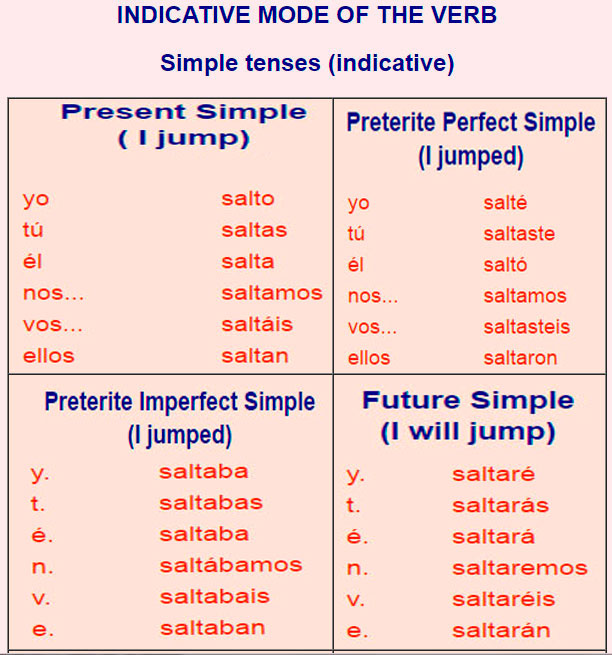 INDICATIVE MODE OF THE VERB
Simple tenses (indicative)
Present Simple
( I jump)
yo salto
tú saltas
él salta
nos... saltamos
vos... saltáis
ellos saltan
Preterite Perfect Simple
(I jumped)
yo salté
tú saltaste
él saltó
nos... saltamos
vos... saltasteis
ellos saltaron
Preterite Imperfect Simple
(I jumped)
y. saltaba
t. saltabas
é. saltaba
n. saltábamos
v. saltabais
e. saltaban
Future Simple
(I will jump)
y. saltaré
t. saltarás
é. saltará
n. saltaremos
v. saltaréis
e. saltarán